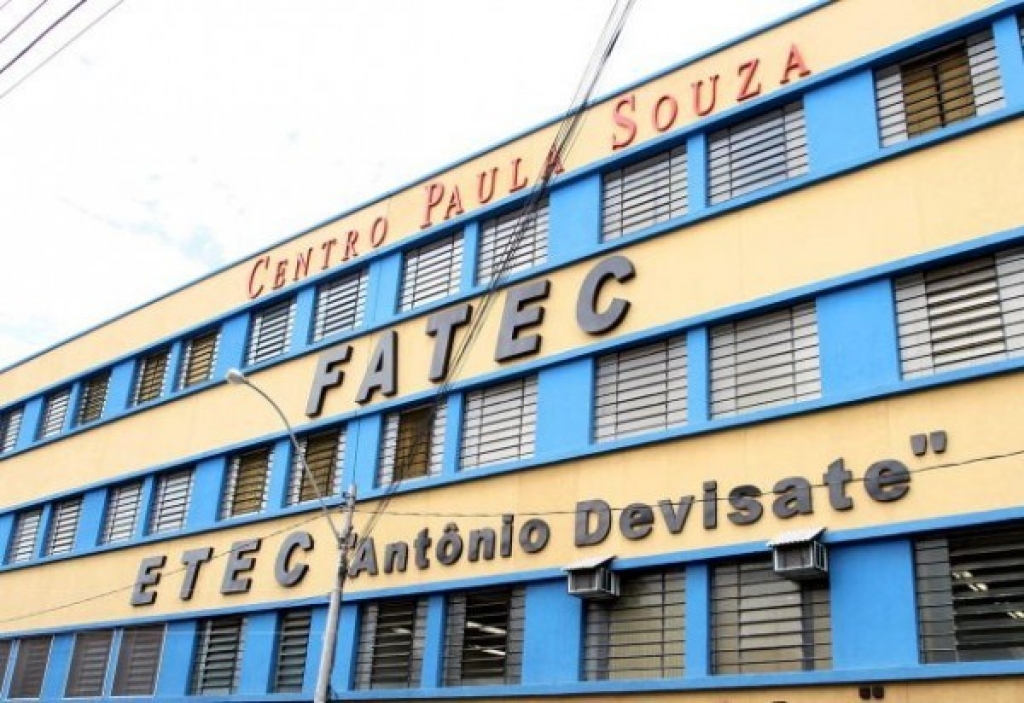 CENTRO PAULA SOUZA
FATEC
ETEC "Antônio Devisate"